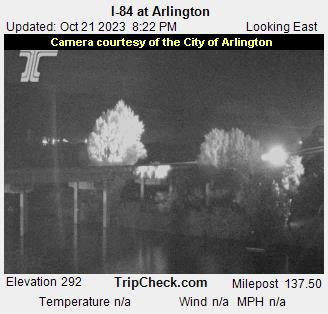 I-84 at Arlington
Updated: Oct 21 2023 8:22 PM Looking East
Camera courtesy of the City of Arlington
Elevation 292 TripCheck.com Milepost 137.50
Temperature n/a Wind n/a MPH n/a